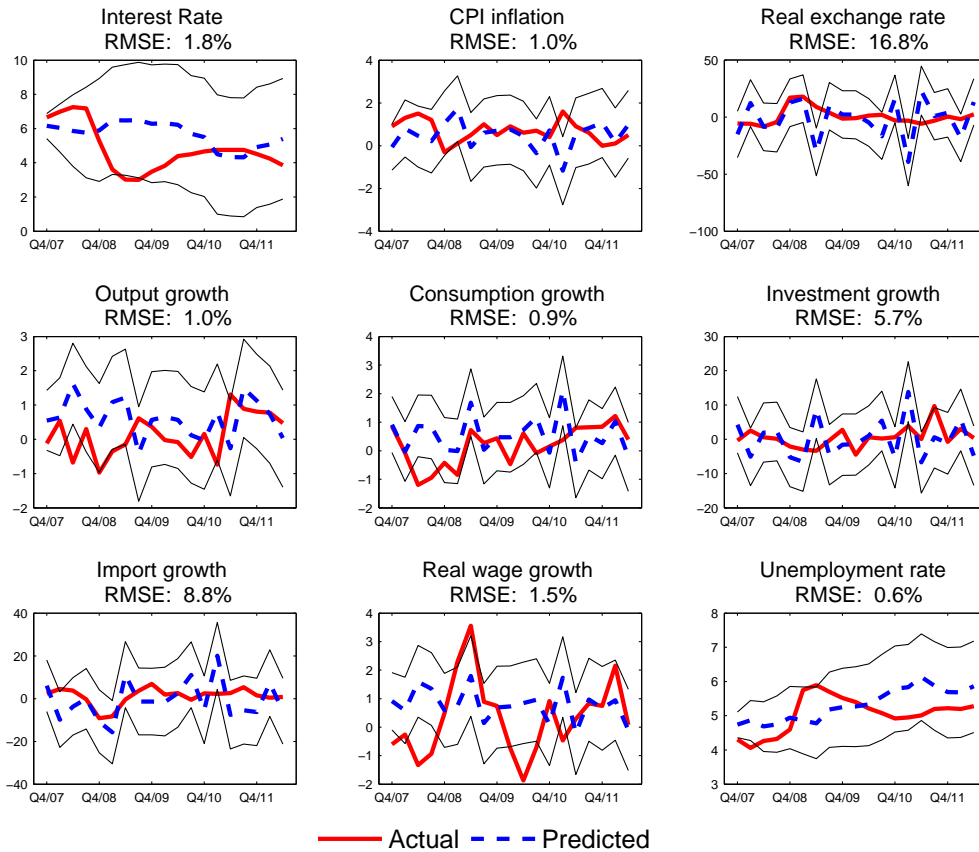 Interest Rate
RMSE: 1.8%
10
8
6
4
2
0
Q4/07 Q4/08 Q4/09 Q4/10 Q4/11
CPI inflation
RMSE: 1.0%
4
2
0
−2
−4
Q4/07 Q4/08 Q4/09 Q4/10 Q4/11
Real exchange rate
RMSE: 16.8%
50
0
−50
−100
Q4/07 Q4/08 Q4/09 Q4/10 Q4/11
Output growth
RMSE: 1.0%
3
2
1
0
−1
−2
Q4/07 Q4/08 Q4/09 Q4/10 Q4/11
Consumption growth
RMSE: 0.9%
4
3
2
1
0
−1
−2
Q4/07 Q4/08 Q4/09 Q4/10 Q4/11
Investment growth
RMSE: 5.7%
30
20
10
0
−10
−20
Q4/07 Q4/08 Q4/09 Q4/10 Q4/11
Import growth
RMSE: 8.8%
40
20
0
−20
−40
Q4/07 Q4/08 Q4/09 Q4/10 Q4/11
Real wage growth
RMSE: 1.5%
4
3
2
1
0
−1
−2
Q4/07 Q4/08 Q4/09 Q4/10 Q4/11
Unemployment rate
RMSE: 0.6%
8
7
6
5
4
3
Q4/07 Q4/08 Q4/09 Q4/10 Q4/11
Actual Predicted